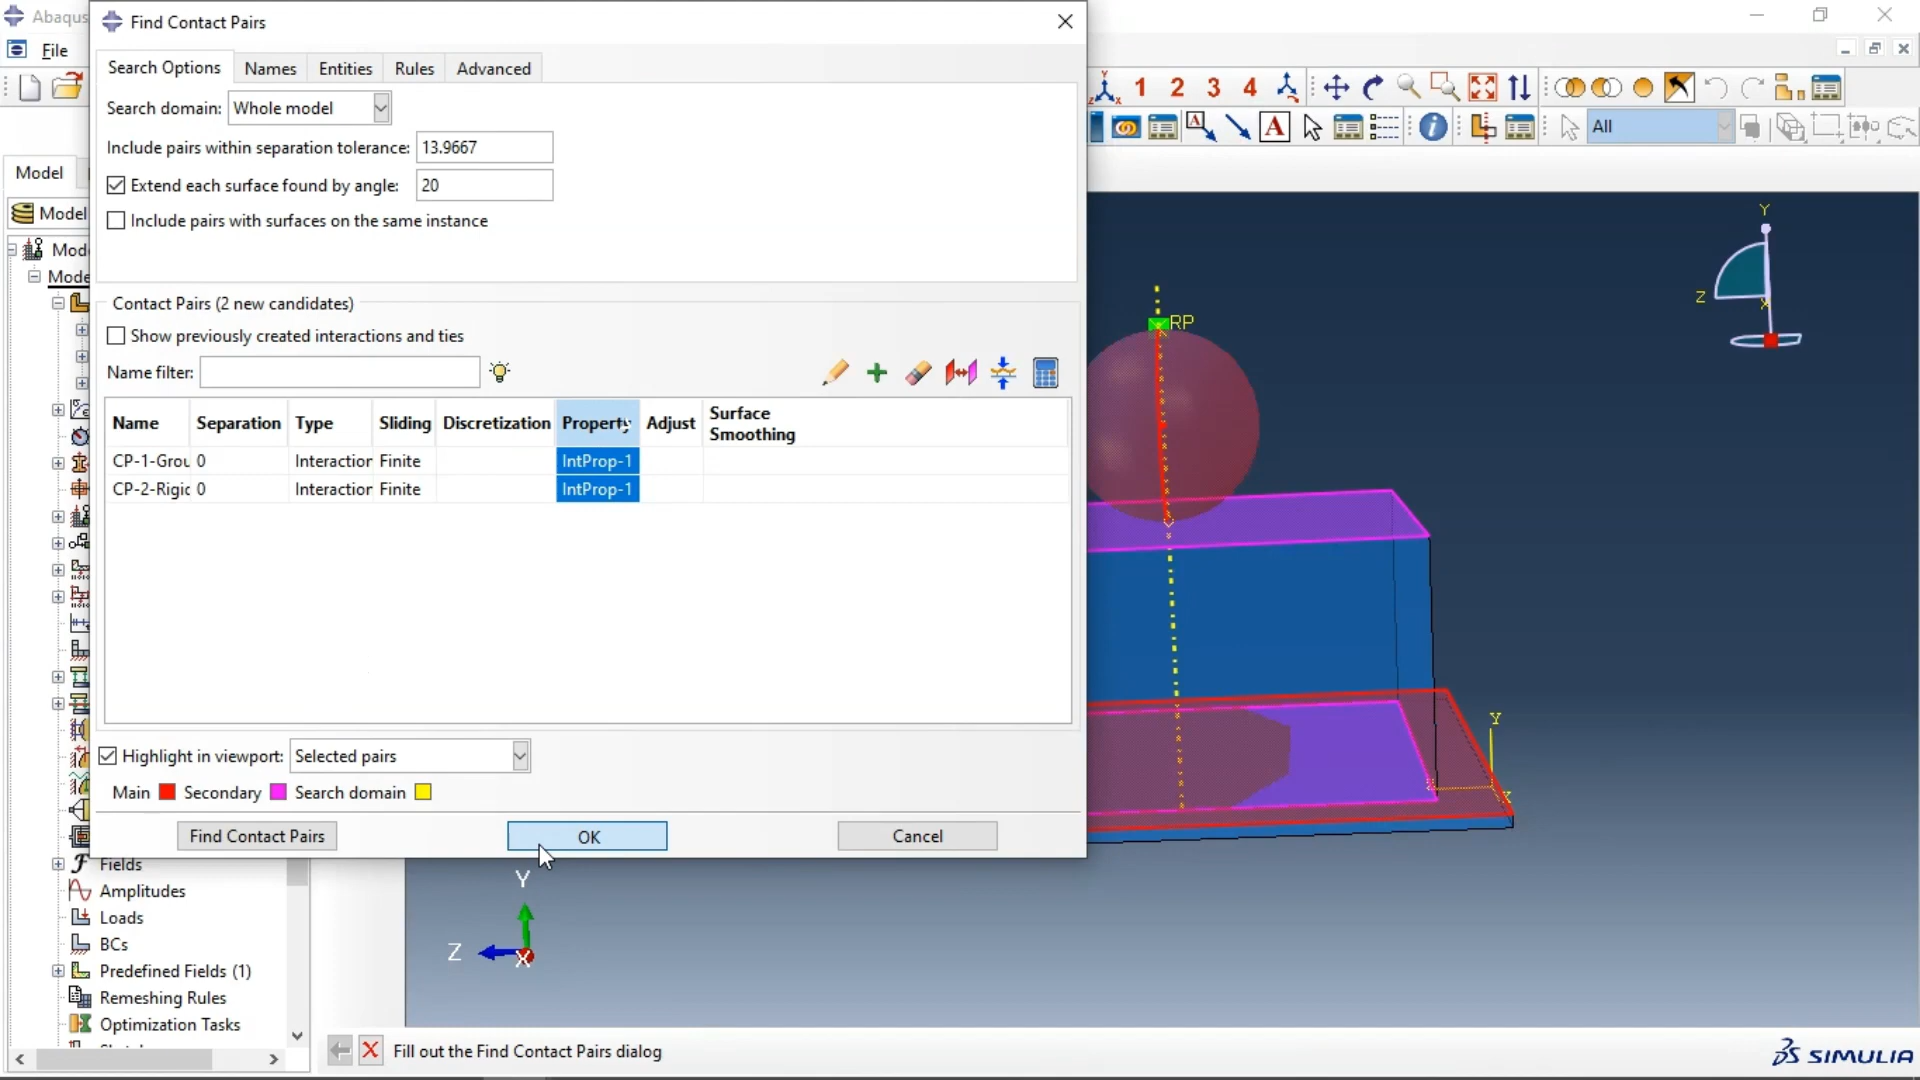 Abaqus
Find Contact Pairs
File
Search Options
Names
Entities
Rules
Advanced
1 2 3 4
Search domain: Whole model
All
Include pairs within separation tolerance: 13.9667
Model
Extend each surface found by angle: 20
Model
Include pairs with surfaces on the same instance
Y
Mode
Mode
Z X
Contact Pairs (2 new candidates)
RP
Show previously created interactions and ties
Name filter:
Name Separation Type Sliding Discretization Property Adjust Surface Smoothing
CP-1-Grou 0 Interaction Finite IntProp-1
CP-2-Rigid 0 Interaction Finite IntProp-1
Y
X
Highlight in viewport: Selected pairs
Main Secondary Search domain
Find Contact Pairs
OK
Cancel
Fields
Amplitudes
Loads
BCs
Predefined Fields (1)
Remeshing Rules
Optimization Tasks
Y
Z X
Fill out the Find Contact Pairs dialog
SIMULIA